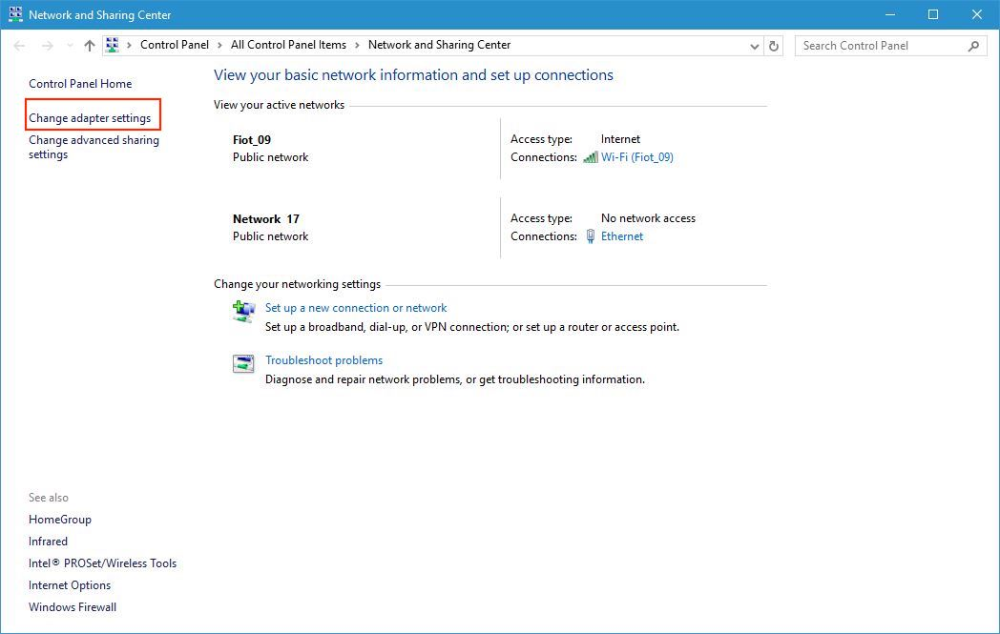 Network and Sharing Center
Control Panel > All Control Panel Items > Network and Sharing Center
Search Control Panel
Control Panel Home
Change adapter settings
Change advanced sharing
settings
View your basic network information and set up connections
View your active networks
Fiot_09
Public network
Access type: Internet
Connections: Wi-Fi (Fiot_09)
Network 17
Public network
Access type: No network access
Connections: Ethernet
Change your networking settings
Set up a new connection or network
Set up a broadband, dial-up, or VPN connection; or set up a router or access point.
Troubleshoot problems
Diagnose and repair network problems, or get troubleshooting information.
See also
HomeGroup
Infrared
Intel® PROSet/Wireless Tools
Internet Options
Windows Firewall